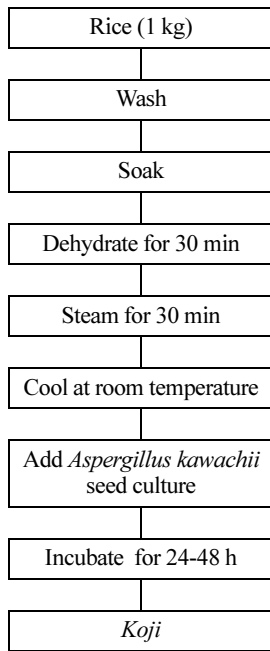 Rice (1 kg)
Wash
Soak
Dehydrate for 30 min
Steam for 30 min
Cool at room temperature
Add Aspergillus kawachii
seed culture
Incubate for 24-48 h
Koji